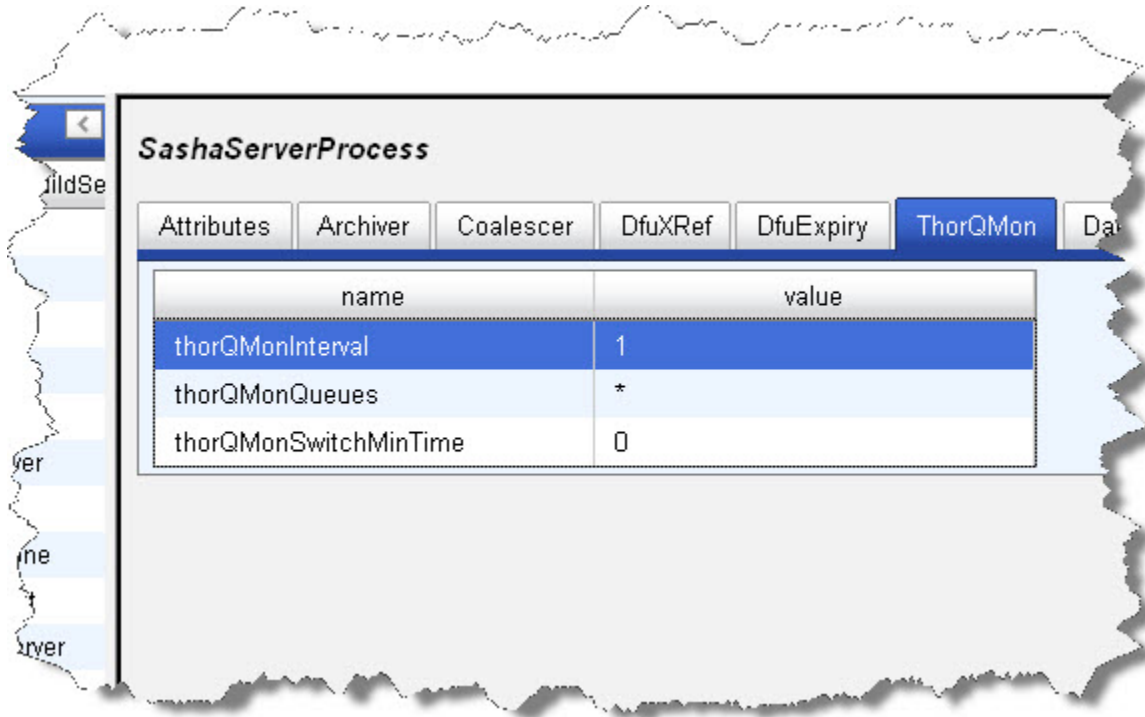 SashaServerProcess
Attributes Archiver Coalescer DfuXRef DfuExpiry ThorQMon
name value
thorQMonInterval 1
thorQMonQueues *
thorQMonSwitchMinTime 0